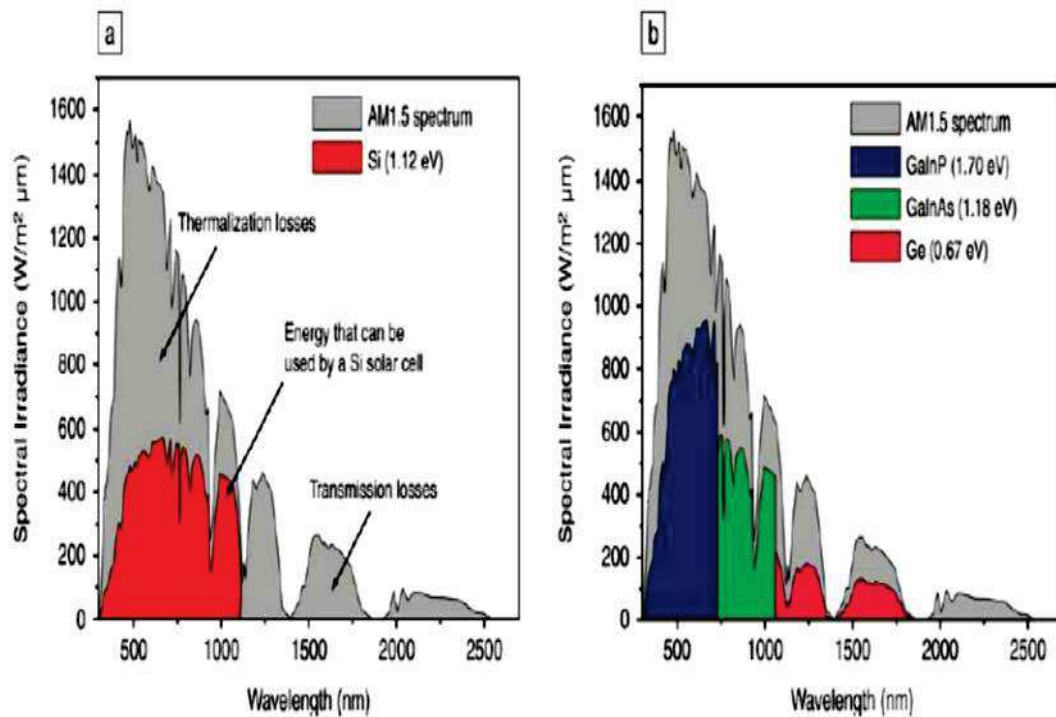 a
Spectral Irradiance (W/m² μm)
1600
1400
1200
1000
800
600
400
200
0
AM1.5 spectrum
Si (1.12 eV)
Thermalization losses
Energy that can be
used by a Si solar cell
Transmission losses
500 1000 1500 2000 2500
Wavelength (nm)
b
Spectral Irradiance (W/m² μm)
1600
1400
1200
1000
800
600
400
200
0
AM1.5 spectrum
GaInP (1.70 eV)
GaInAs (1.18 eV)
Ge (0.67 eV)
500 1000 1500 2000 2500
Wavelength (nm)